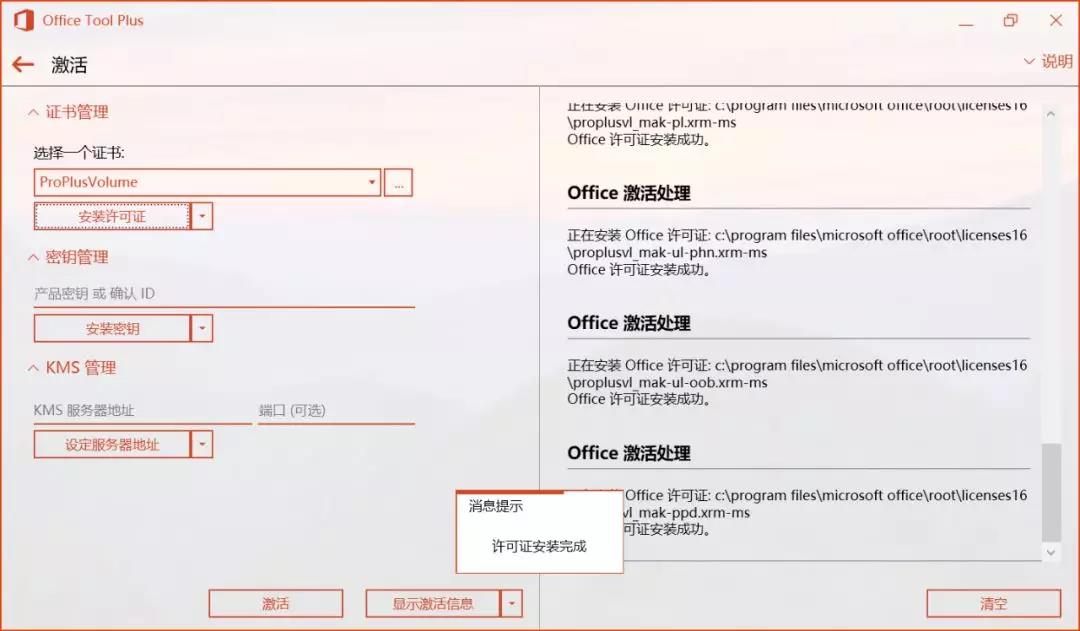 Office Tool Plus
激活
说明
证书管理
选择一个证书:
ProPlusVolume
...
安装许可证
密钥管理
产品密钥 或 确认 ID
安装密钥
KMS 管理
KMS 服务器地址
端口 (可选)
设定服务器地址
激活
显示激活信息
正在安装 Office 许可证: c:\program files\microsoft office\root\licenses16
\proplusvl_mak-pl.xrm-ms
Office 许可证安装成功。
Office 激活处理
正在安装 Office 许可证: c:\program files\microsoft office\root\licenses16
\proplusvl_mak-ul-phn.xrm-ms
Office 许可证安装成功。
Office 激活处理
正在安装 Office 许可证: c:\program files\microsoft office\root\licenses16
\proplusvl_mak-ul-oob.xrm-ms
Office 许可证安装成功。
Office 激活处理
Office 许可证: c:\program files\microsoft office\root\licenses16
_mak-ppd.xrm-ms
可证安装成功。
消息提示
许可证安装完成
清空